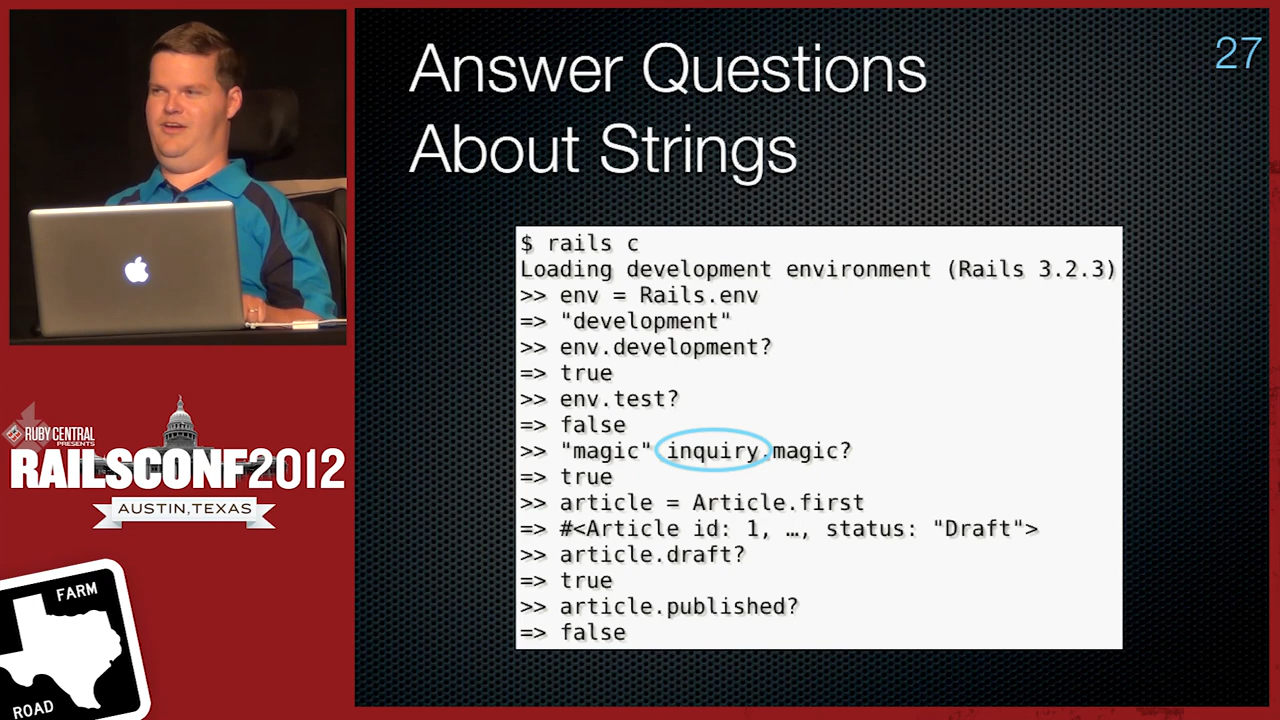 Answer Questions
About Strings
27
$ rails c
Loading development environment (Rails 3.2.3)
>> env = Rails.env
=> "development"
>> env.development?
=> true
>> env.test?
=> false
>> "magic" inquiry.magic?
=> true
>> article = Article.first
=> #<Article id: 1, …, status: "Draft">
>> article.draft?
=> true
>> article.published?
=> false
RUBY CENTRAL
PRESENTS
RAILSCONF2012
AUSTIN,TEXAS
FARM
ROAD